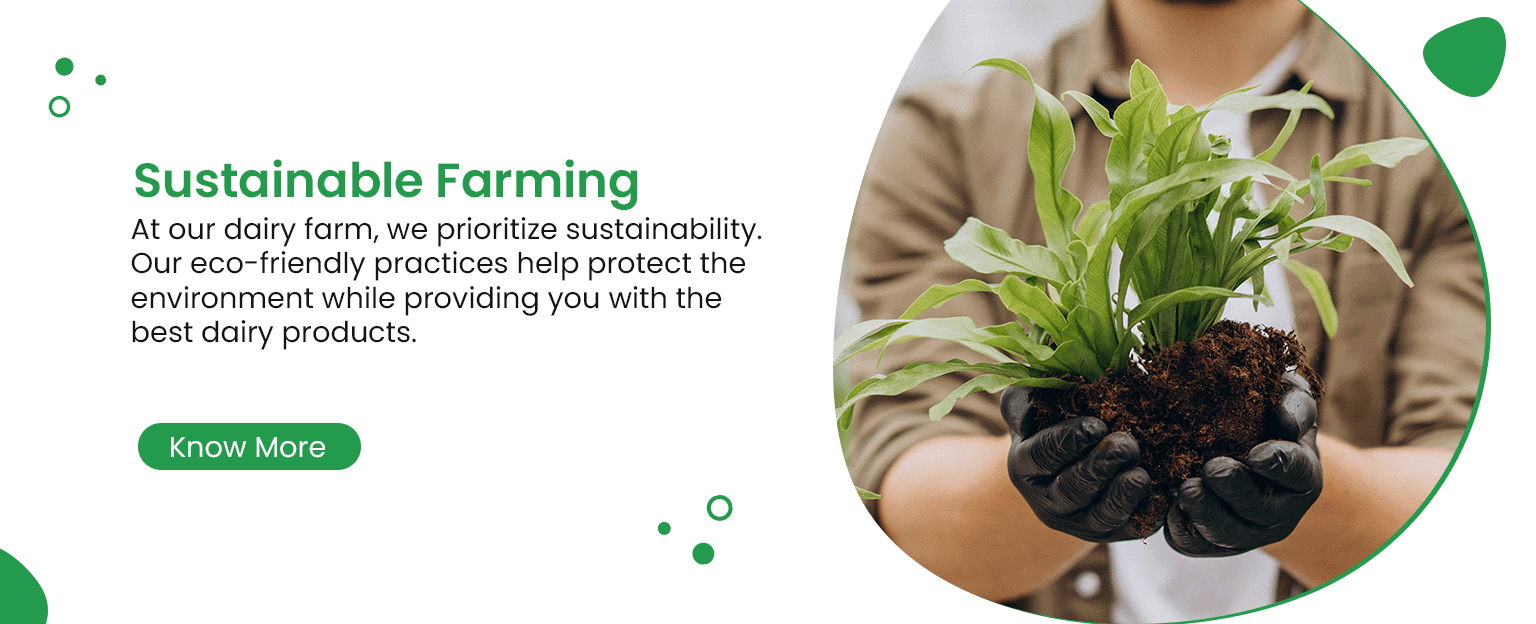 Sustainable Farming
At our dairy farm, we prioritize sustainability.
Our eco-friendly practices help protect the
environment while providing you with the
best dairy products.
Know More